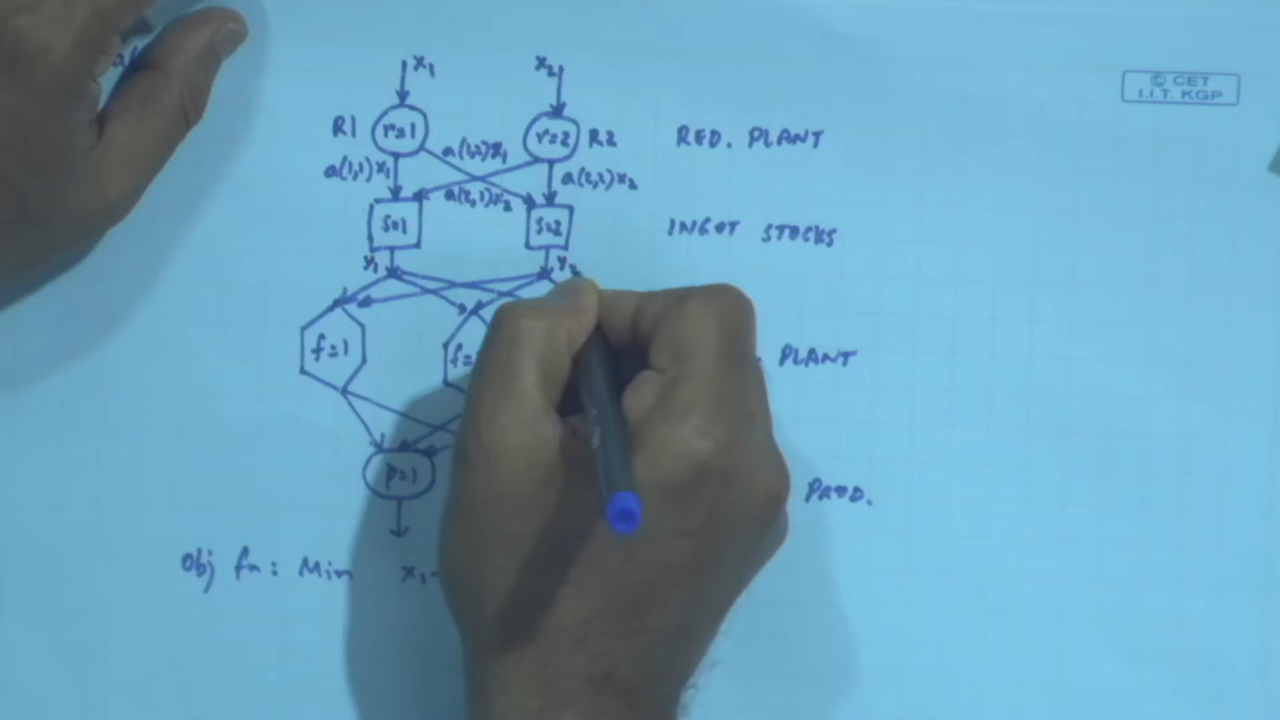 x₁ x₂
© CET
I.I.T. KGP
R1 r=1 r=2 R2 RED. PLANT
a(1,2)x₁
a(1,1)x₁ a(2,1)x₂ a(2,2)x₂
s=1 s=2 INGOT STOCKS
y₁ y₂
f=1 f= PLANT
p=1 PROD.
Obj fn: Min x₁